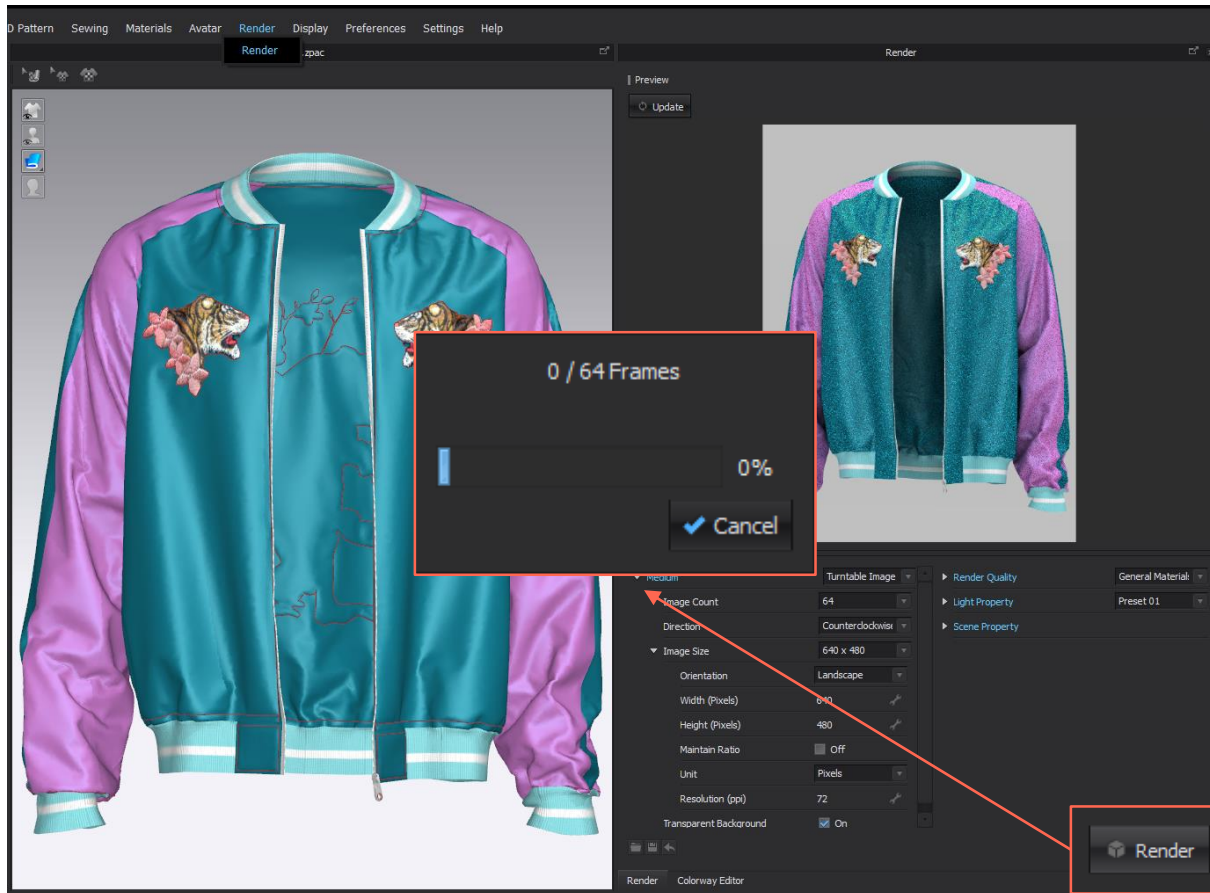 D Pattern Sewing Materials Avatar Render Display Preferences Settings Help
Render
zpac
Render
Preview
Update
0 / 64 Frames
0%
Cancel
Medium Turntable Image
Image Count 64
Direction Counterclockwise
Image Size 640 x 480
Orientation Landscape
Width (Pixels) 640
Height (Pixels) 480
Maintain Ratio Off
Unit Pixels
Resolution (ppi) 72
Transparent Background On
Render Quality General Material:
Light Property Preset 01
Scene Property
Render
Render Colorway Editor